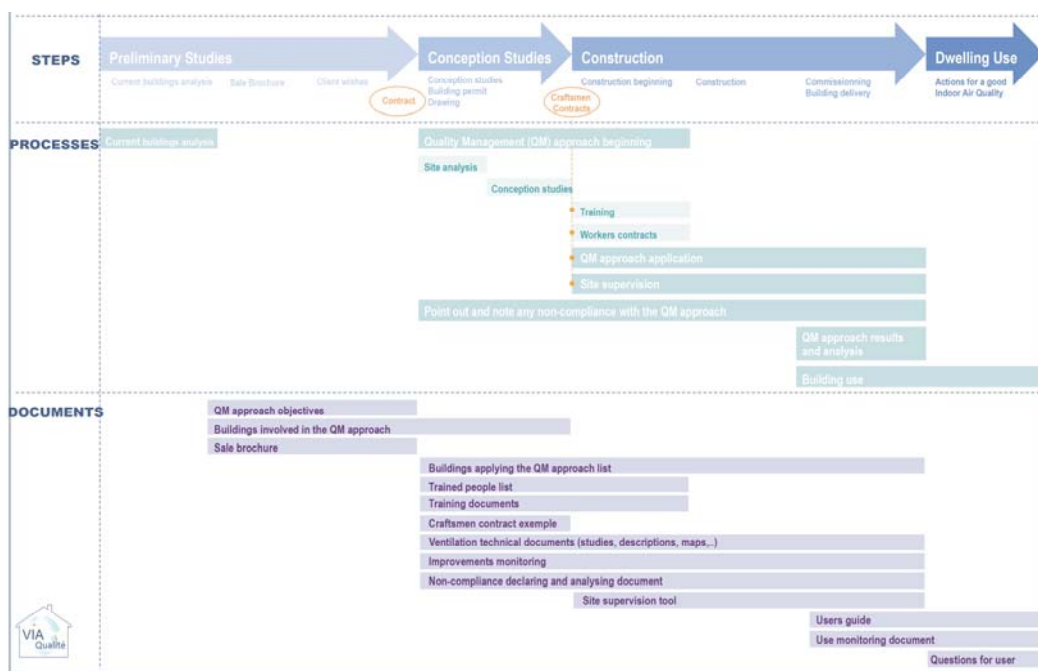 STEPS
Preliminary Studies
Conception Studies
Construction
Dwelling Use
Current buildings analysis
Sale Brochure
Client wishes
Contract
Conception studies
Building permit
Drawing
Craftsmen
Contracts
Construction beginning
Construction
Commissionning
Building delivery
Actions for a good
Indoor Air Quality
PROCESSES
Current buildings analysis
Quality Management (QM) approach beginning
Site analysis
Conception studies
Training
Workers contracts
QM approach application
Site supervision
Point out and note any non-compliance with the QM approach
QM approach results
and analysis
Building use
DOCUMENTS
QM approach objectives
Buildings involved in the QM approach
Sale brochure
Buildings applying the QM approach list
Trained people list
Training documents
Craftsmen contract exemple
Ventilation technical documents (studies, descriptions, maps,..)
Improvements monitoring
Non-compliance declaring and analysing document
Site supervision tool
Users guide
Use monitoring document
Questions for user
VIA
Qualité